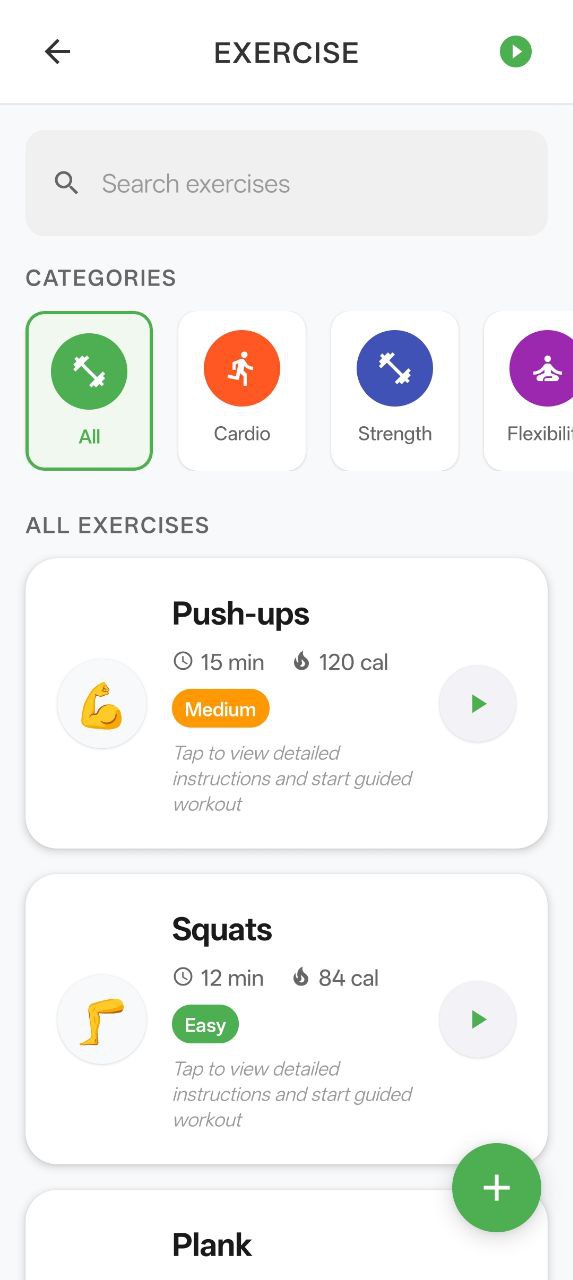 EXERCISE
Search exercises
CATEGORIES
All
Cardio
Strength
Flexibilit
ALL EXERCISES
Push-ups
15 min 120 cal
Medium
Tap to view detailed
instructions and start guided
workout
Squats
12 min 84 cal
Easy
Tap to view detailed
instructions and start guided
workout
Plank